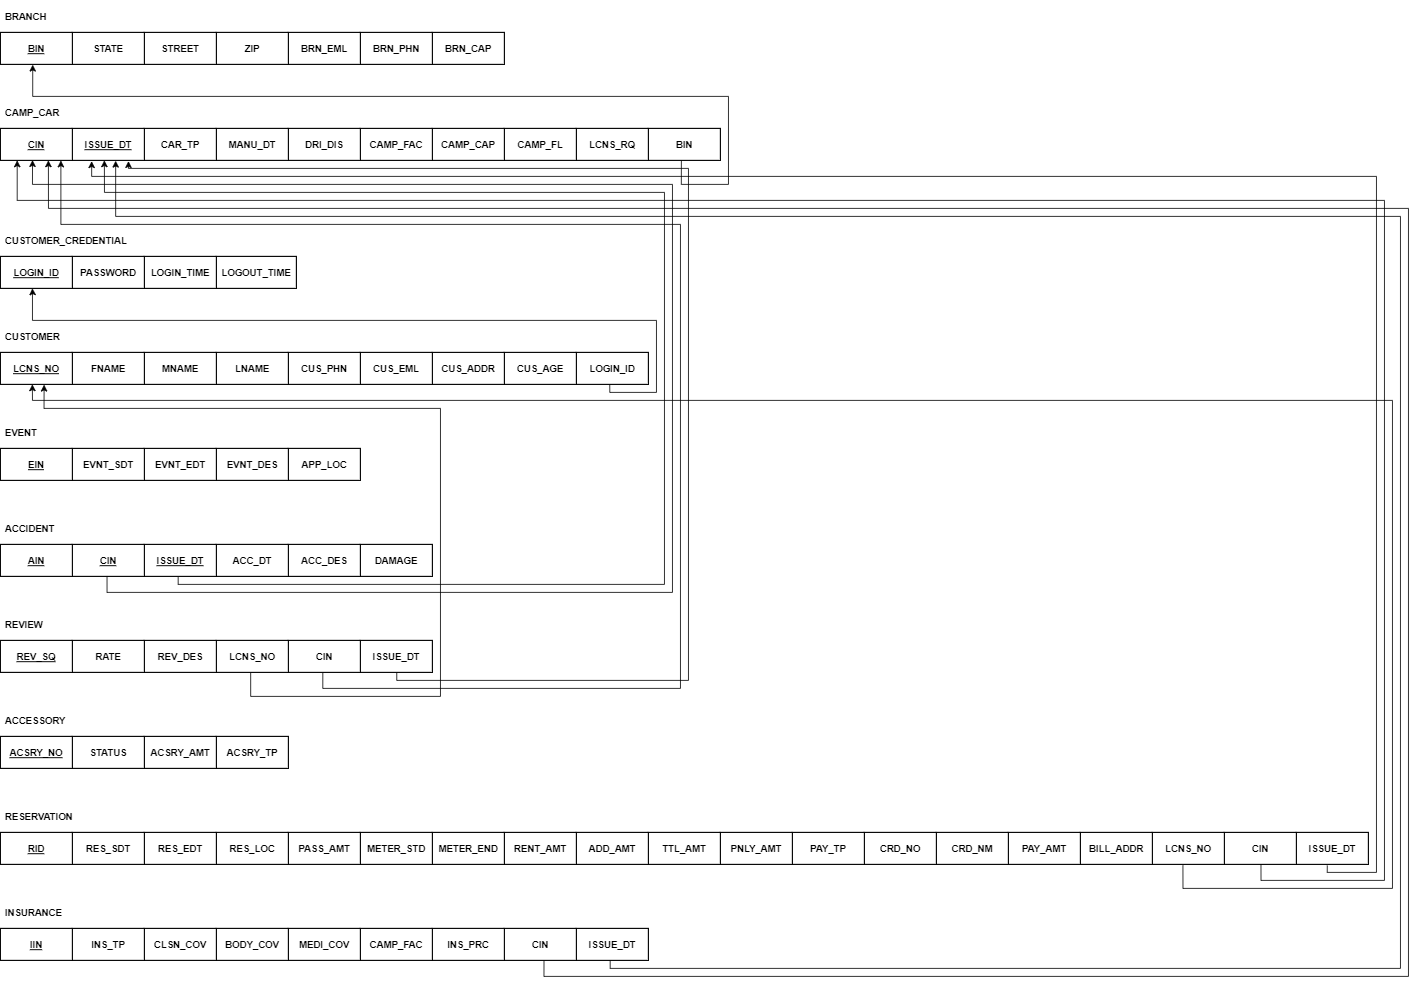 BRANCH
BIN STATE STREET ZIP BRN_EML BRN_PHN BRN_CAP
CAMP_CAR
CIN ISSUE_DT CAR_TP MANU_DT DRI_DIS CAMP_FAC CAMP_CAP CAMP_FL LCNS_RQ BIN
CUSTOMER_CREDENTIAL
LOGIN_ID PASSWORD LOGIN_TIME LOGOUT_TIME
CUSTOMER
LCNS_NO FNAME MNAME LNAME CUS_PHN CUS_EML CUS_ADDR CUS_AGE LOGIN_ID
EVENT
EIN EVNT_SDT EVNT_EDT EVNT_DES APP_LOC
ACCIDENT
AIN CIN ISSUE_DT ACC_DT ACC_DES DAMAGE
REVIEW
REV_SQ RATE REV_DES LCNS_NO CIN ISSUE_DT
ACCESSORY
ACSRY_NO STATUS ACSRY_AMT ACSRY_TP
RESERVATION
RID RES_SDT RES_EDT RES_LOC PASS_AMT METER_STD METER_END RENT_AMT ADD_AMT TTL_AMT PNLY_AMT PAY_TP CRD_NO CRD_NM PAY_AMT BILL_ADDR LCNS_NO CIN ISSUE_DT
INSURANCE
IIN INS_TP CLSN_COV BODY_COV MEDI_COV CAMP_FAC INS_PRC CIN ISSUE_DT